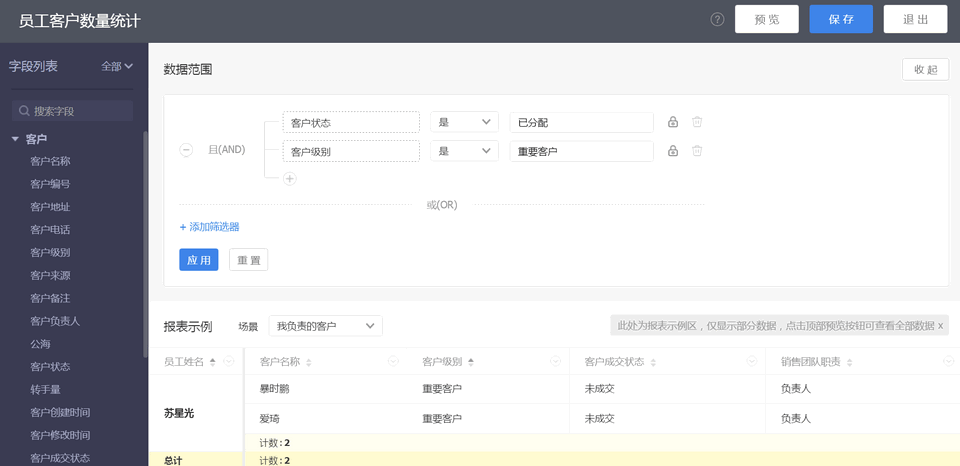 员工客户数量统计
?
预 览
保 存
退 出
字段列表
全部
搜索字段
客户
客户名称
客户编号
客户地址
客户电话
客户级别
客户来源
客户备注
客户负责人
公海
客户状态
转手量
客户创建时间
客户修改时间
客户成交状态
数据范围
收 起
且(AND)
客户状态 是 已分配
客户级别 是 重要客户
或(OR)
+ 添加筛选器
应 用
重 置
报表示例
场景
我负责的客户
此处为报表示例区，仅显示部分数据，点击顶部预览按钮可查看全部数据 x
员工姓名 客户名称 客户级别 客户成交状态 销售团队职责
苏星光
暴时鹏 重要客户 未成交 负责人
爱琦 重要客户 未成交 负责人
计数: 2
总计 计数: 2